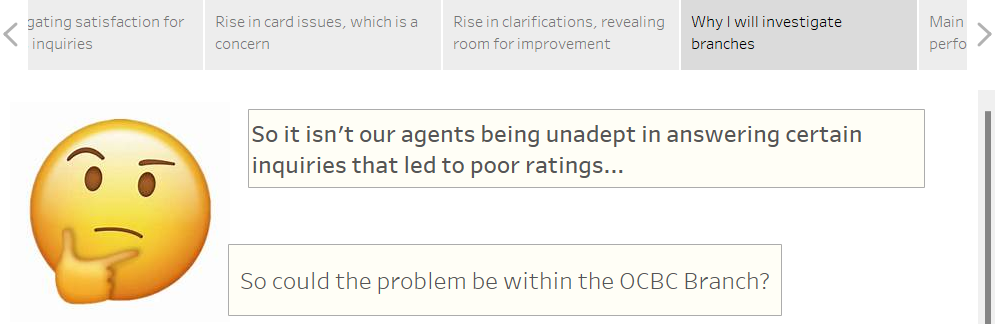 gating satisfaction for
inquiries
Rise in card issues, which is a
concern
Rise in clarifications, revealing
room for improvement
Why I will investigate
branches
Main
perfo
So it isn't our agents being unadept in answering certain
inquiries that led to poor ratings...
So could the problem be within the OCBC Branch?